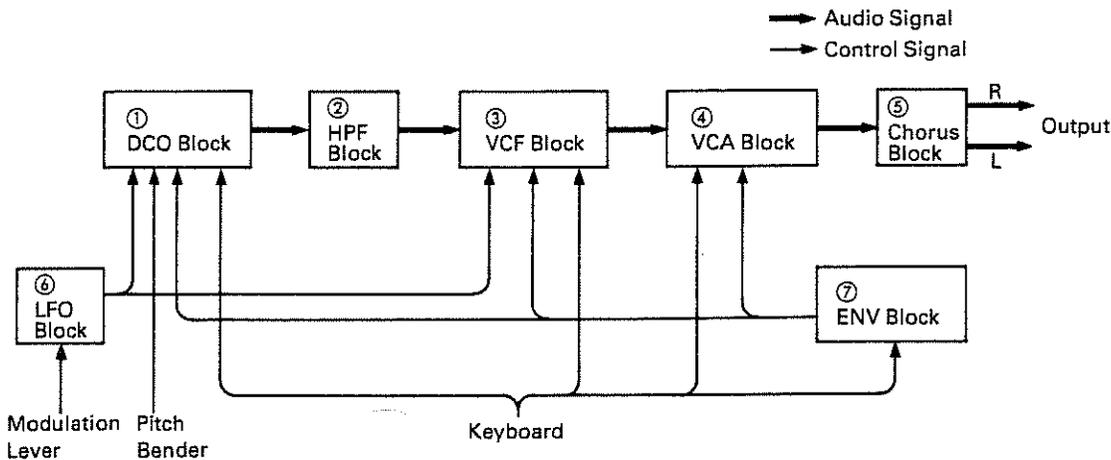 Audio Signal
Control Signal
①
DCO Block
②
HPF
Block
③
VCF Block
④
VCA Block
⑤
Chorus
Block
R
L
Output
⑥
LFO
Block
⑦
ENV Block
Modulation
Lever
Pitch
Bender
Keyboard